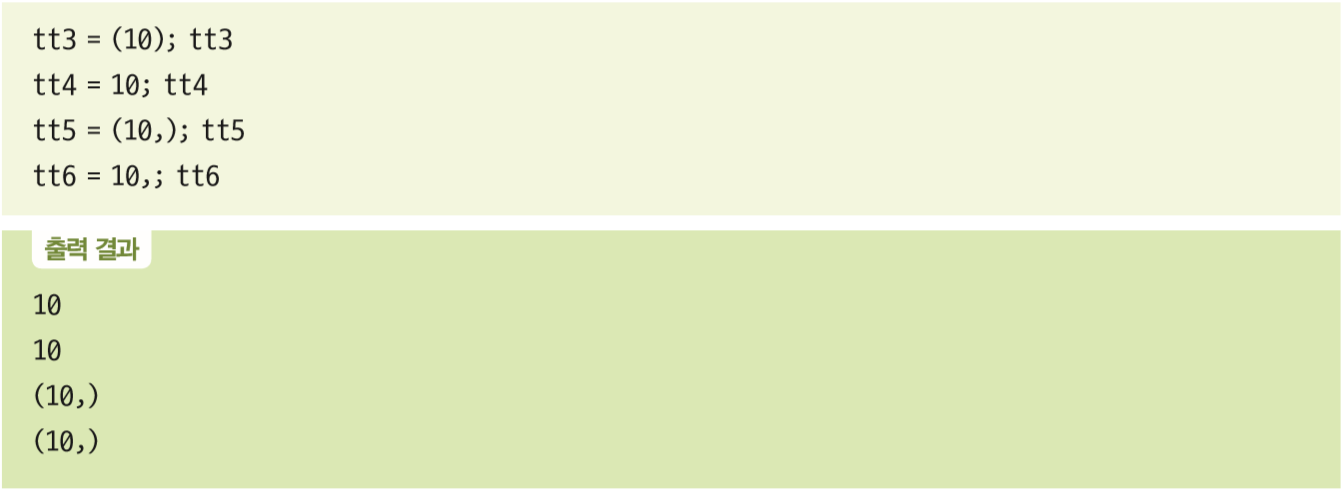 tt3 = (10); tt3
tt4 = 10; tt4
tt5 = (10,); tt5
tt6 = 10,; tt6
출력 결과
10
10
(10,)
(10,)